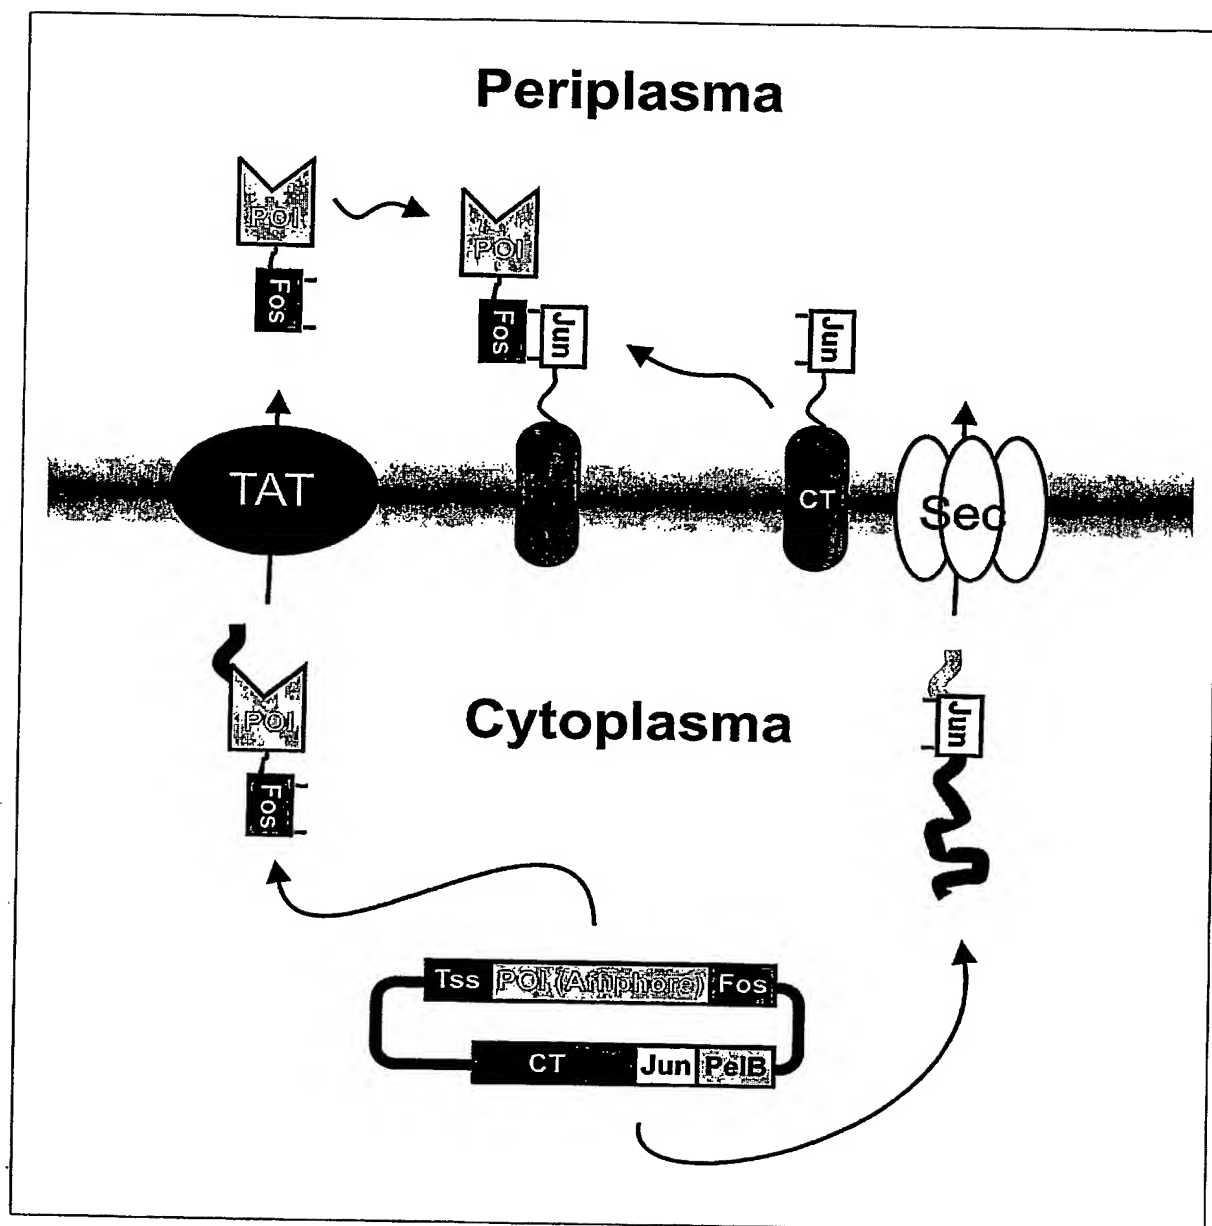 Periplasma
POI
POI
Fos
Fos
Jun
Jun
TAT
CT
Sec
POI
Cytoplasma
Jun
Fos
Tss POI (Affiphore) Fos
CT Jun PelB